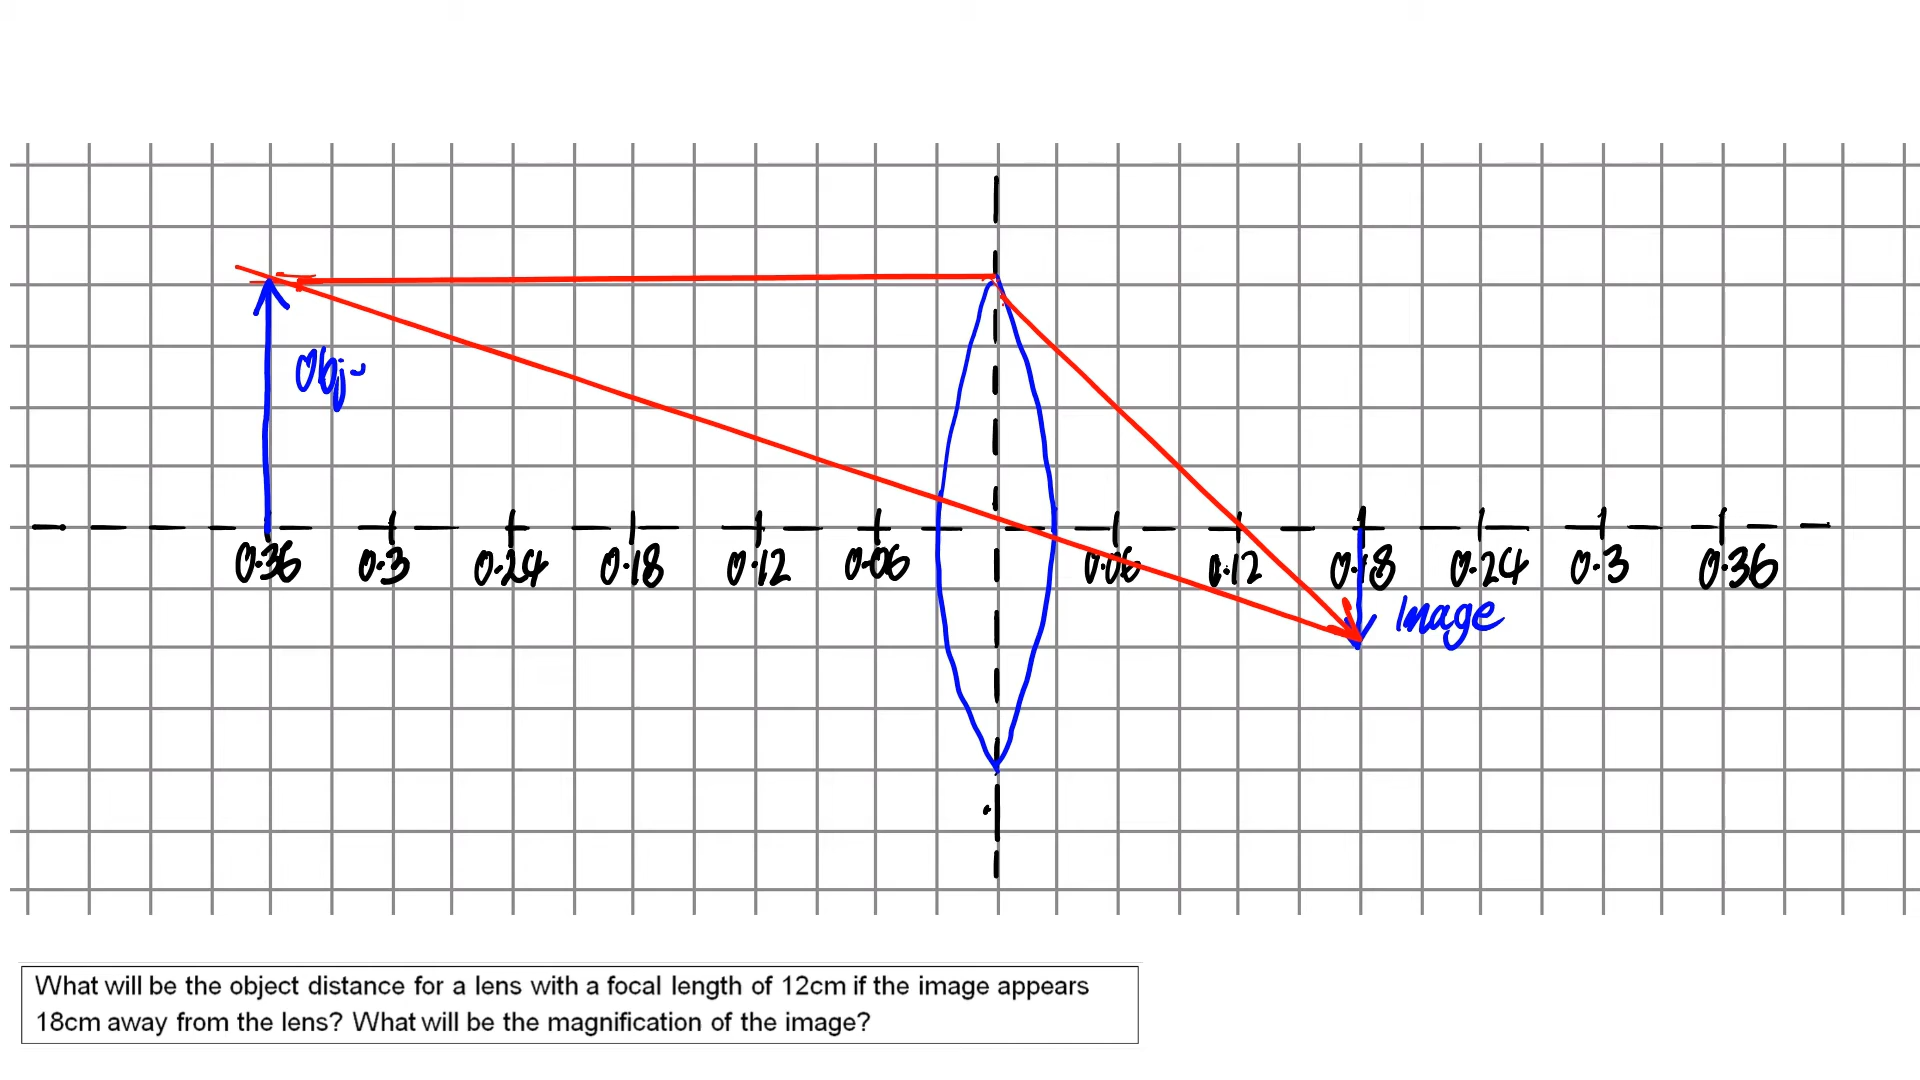 Obj.
0.36 0.3 0.24 0.18 0.12 0.06 0.06 0.12 0.18 0.24 0.3 0.36
Image
What will be the object distance for a lens with a focal length of 12cm if the image appears
18cm away from the lens? What will be the magnification of the image?